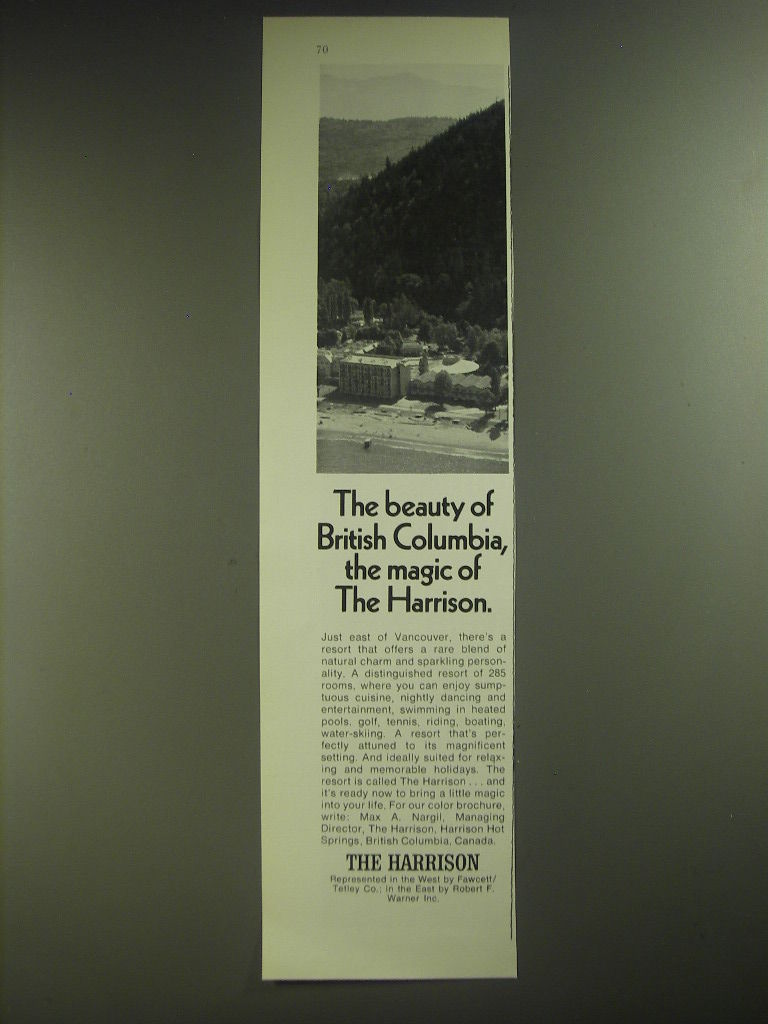 70
The beauty of
British Columbia,
the magic of
The Harrison.
Just east of Vancouver, there's a
resort that offers a rare blend of
natural charm and sparkling person-
ality. A distinguished resort of 285
rooms, where you can enjoy sump-
tuous cuisine, nightly dancing and
entertainment, swimming in heated
pools, golf, tennis, riding, boating,
water-skiing. A resort that's per-
fectly attuned to its magnificent
setting. And ideally suited for relax-
ing and memorable holidays. The
resort is called The Harrison . . . and
it's ready now to bring a little magic
into your life. For our color brochure,
write: Max A. Nargil, Managing
Director, The Harrison, Harrison Hot
Springs, British Columbia, Canada.
THE HARRISON
Represented in the West by Fawcett/
Tetley Co.; in the East by Robert F.
Warner Inc.